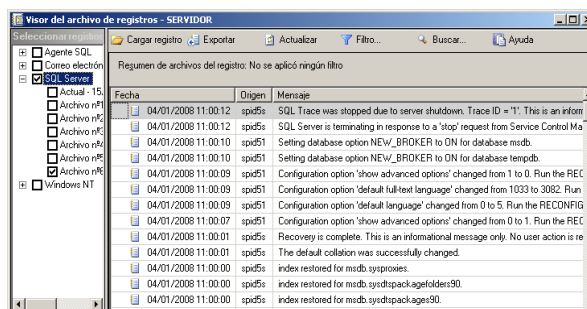 Visor del archivo de registros - SERVIDOR
Seleccionar registros
Cargar registro Exportar Actualizar Filtro... Buscar... Ayuda
Agente SQL
Correo electrón
SQL Server
Actual - 15.
Archivo nº1
Archivo nº2
Archivo nº3
Archivo nº4
Archivo nº5
Archivo nº6
Windows NT
Resumen de archivos del registro: No se aplicó ningún filtro
Fecha Origen Mensaje
04/01/2008 11:00:12 spid5s SQL Trace was stopped due to server shutdown. Trace ID = '1'. This is an inform
04/01/2008 11:00:12 spid5s SQL Server is terminating in response to a 'stop' request from Service Control Ma
04/01/2008 11:00:10 spid51 Setting database option NEW_BROKER to ON for database msdb.
04/01/2008 11:00:10 spid51 Setting database option NEW_BROKER to ON for database tempdb.
04/01/2008 11:00:09 spid51 Configuration option 'show advanced options' changed from 1 to 0. Run the REC
04/01/2008 11:00:09 spid51 Configuration option 'default full-text language' changed from 1033 to 3082. Run
04/01/2008 11:00:09 spid51 Configuration option 'default language' changed from 0 to 5. Run the RECONFIG
04/01/2008 11:00:07 spid51 Configuration option 'show advanced options' changed from 0 to 1. Run the REC
04/01/2008 11:00:01 spid5s Recovery is complete. This is an informational message only. No user action is re
04/01/2008 11:00:01 spid5s The default collation was successfully changed.
04/01/2008 11:00:00 spid5s index restored for msdb.sysproxies.
04/01/2008 11:00:00 spid5s index restored for msdb.sysdtspackagefolders90.
04/01/2008 11:00:00 spid5s index restored for msdb.sysdtspackages90.